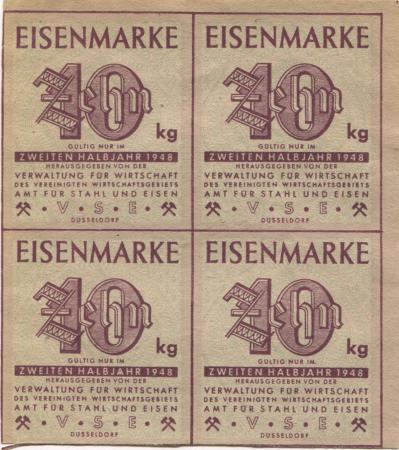 EISENMARKE
10 Zehn kg
GÜLTIG NUR IM
ZWEITEN HALBJAHR 1948
HERAUSGEGEBEN VON DER
VERWALTUNG FÜR WIRTSCHAFT
DES VEREINIGTEN WIRTSCHAFTSGEBIETS
AMT FÜR STAHL UND EISEN
· V · S · E ·
DÜSSELDORF
EISENMARKE
10 Zehn kg
GÜLTIG NUR IM
ZWEITEN HALBJAHR 1948
HERAUSGEGEBEN VON DER
VERWALTUNG FÜR WIRTSCHAFT
DES VEREINIGTEN WIRTSCHAFTSGEBIETS
AMT FÜR STAHL UND EISEN
· V · S · E ·
DÜSSELDORF
EISENMARKE
10 Zehn kg
GÜLTIG NUR IM
ZWEITEN HALBJAHR 1948
HERAUSGEGEBEN VON DER
VERWALTUNG FÜR WIRTSCHAFT
DES VEREINIGTEN WIRTSCHAFTSGEBIETS
AMT FÜR STAHL UND EISEN
· V · S · E ·
DÜSSELDORF
EISENMARKE
10 Zehn kg
GÜLTIG NUR IM
ZWEITEN HALBJAHR 1948
HERAUSGEGEBEN VON DER
VERWALTUNG FÜR WIRTSCHAFT
DES VEREINIGTEN WIRTSCHAFTSGEBIETS
AMT FÜR STAHL UND EISEN
· V · S · E ·
DÜSSELDORF